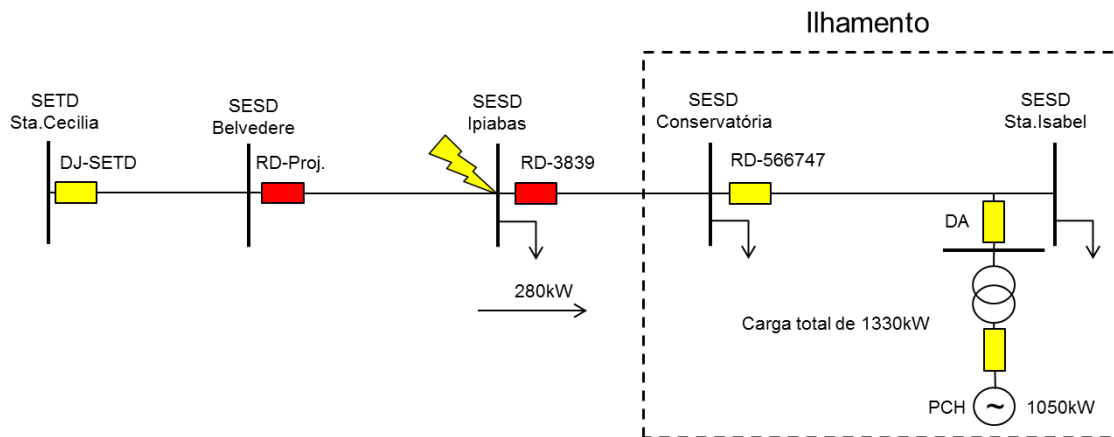 Ilhamento
SETD
Sta.Cecilia
SESD
Belvedere
SESD
Ipiabas
SESD
Conservatória
SESD
Sta.Isabel
DJ-SETD
RD-Proj.
RD-3839
RD-566747
DA
280kW
Carga total de 1330kW
PCH
~
1050kW